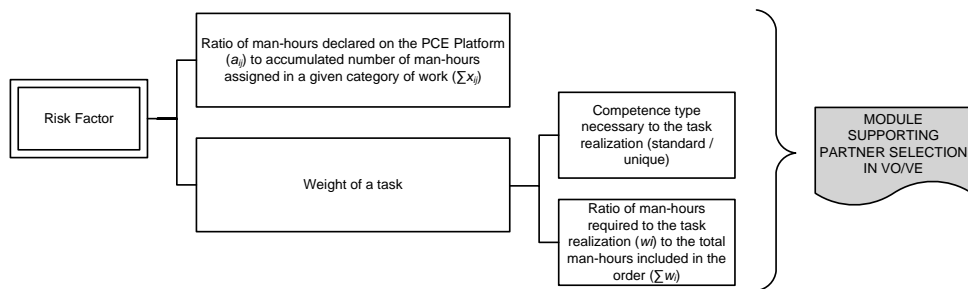 Risk Factor
Ratio of man-hours declared on the PCE Platform
(aij) to accumulated number of man-hours
assigned in a given category of work (∑xij)
Weight of a task
Competence type
necessary to the task
realization (standard /
unique)
Ratio of man-hours
required to the task
realization (wi) to the total
man-hours included in the
order (∑wi)
MODULE
SUPPORTING
PARTNER SELECTION
IN VO/VE